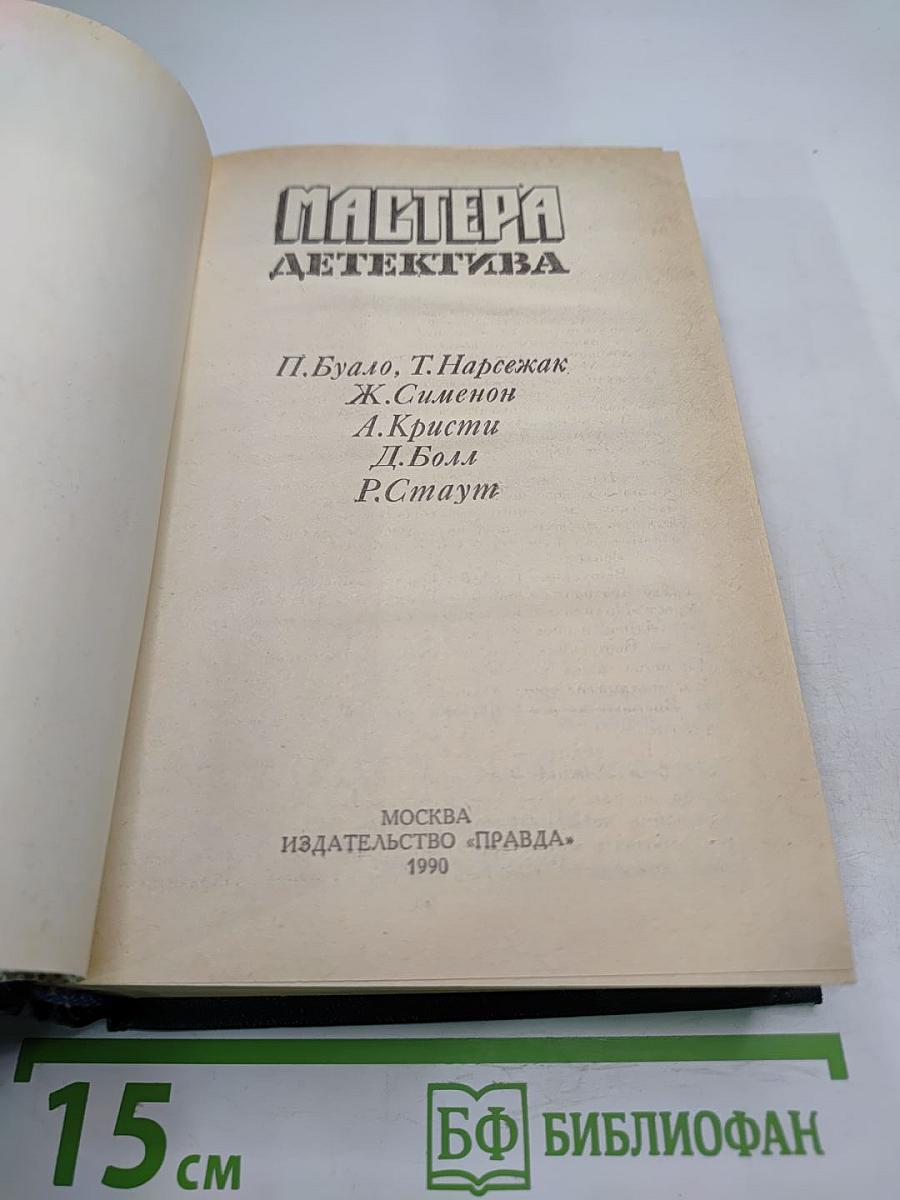 МАСТЕРА
ДЕТЕКТИВА
П.Буало, Т.Нарсежак
Ж.Сименон
А.Кристи
Д.Болл
Р.Стаут
МОСКВА
ИЗДАТЕЛЬСТВО «ПРАВДА»
1990
15 см
БФ БИБЛИОФАН